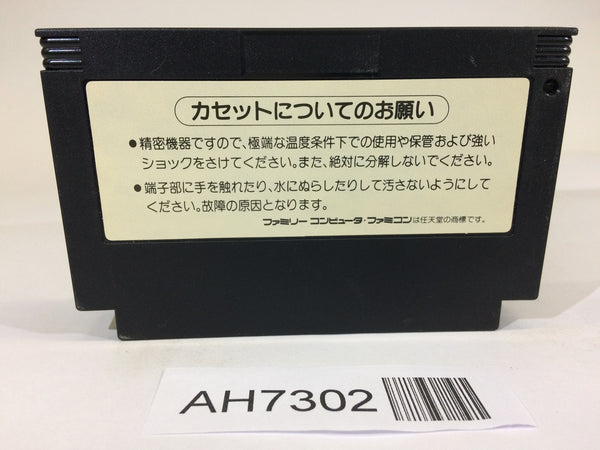 カセットについてのお願い
●精密機器ですので、極端な温度条件下での使用や保管および強い
ショックをさけてください。また、絶対に分解しないでください。
●端子部に手を触れたり、水にぬらしたりして汚さないようにして
ください。故障の原因となります。
ファミリー コンピュータ・ファミコンは任天堂の商標です。
AH7302